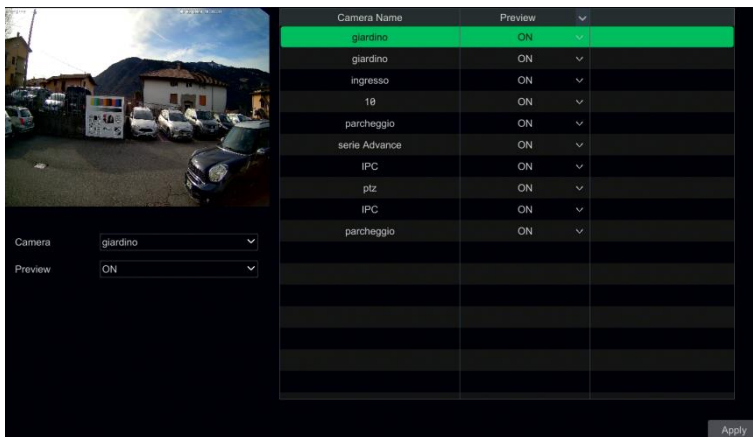 Camera Name Preview
giardino ON
giardino ON
ingresso ON
10 ON
parcheggio ON
serie Advance ON
IPC ON
ptz ON
IPC ON
parcheggio ON
Camera giardino
Preview ON
Apply